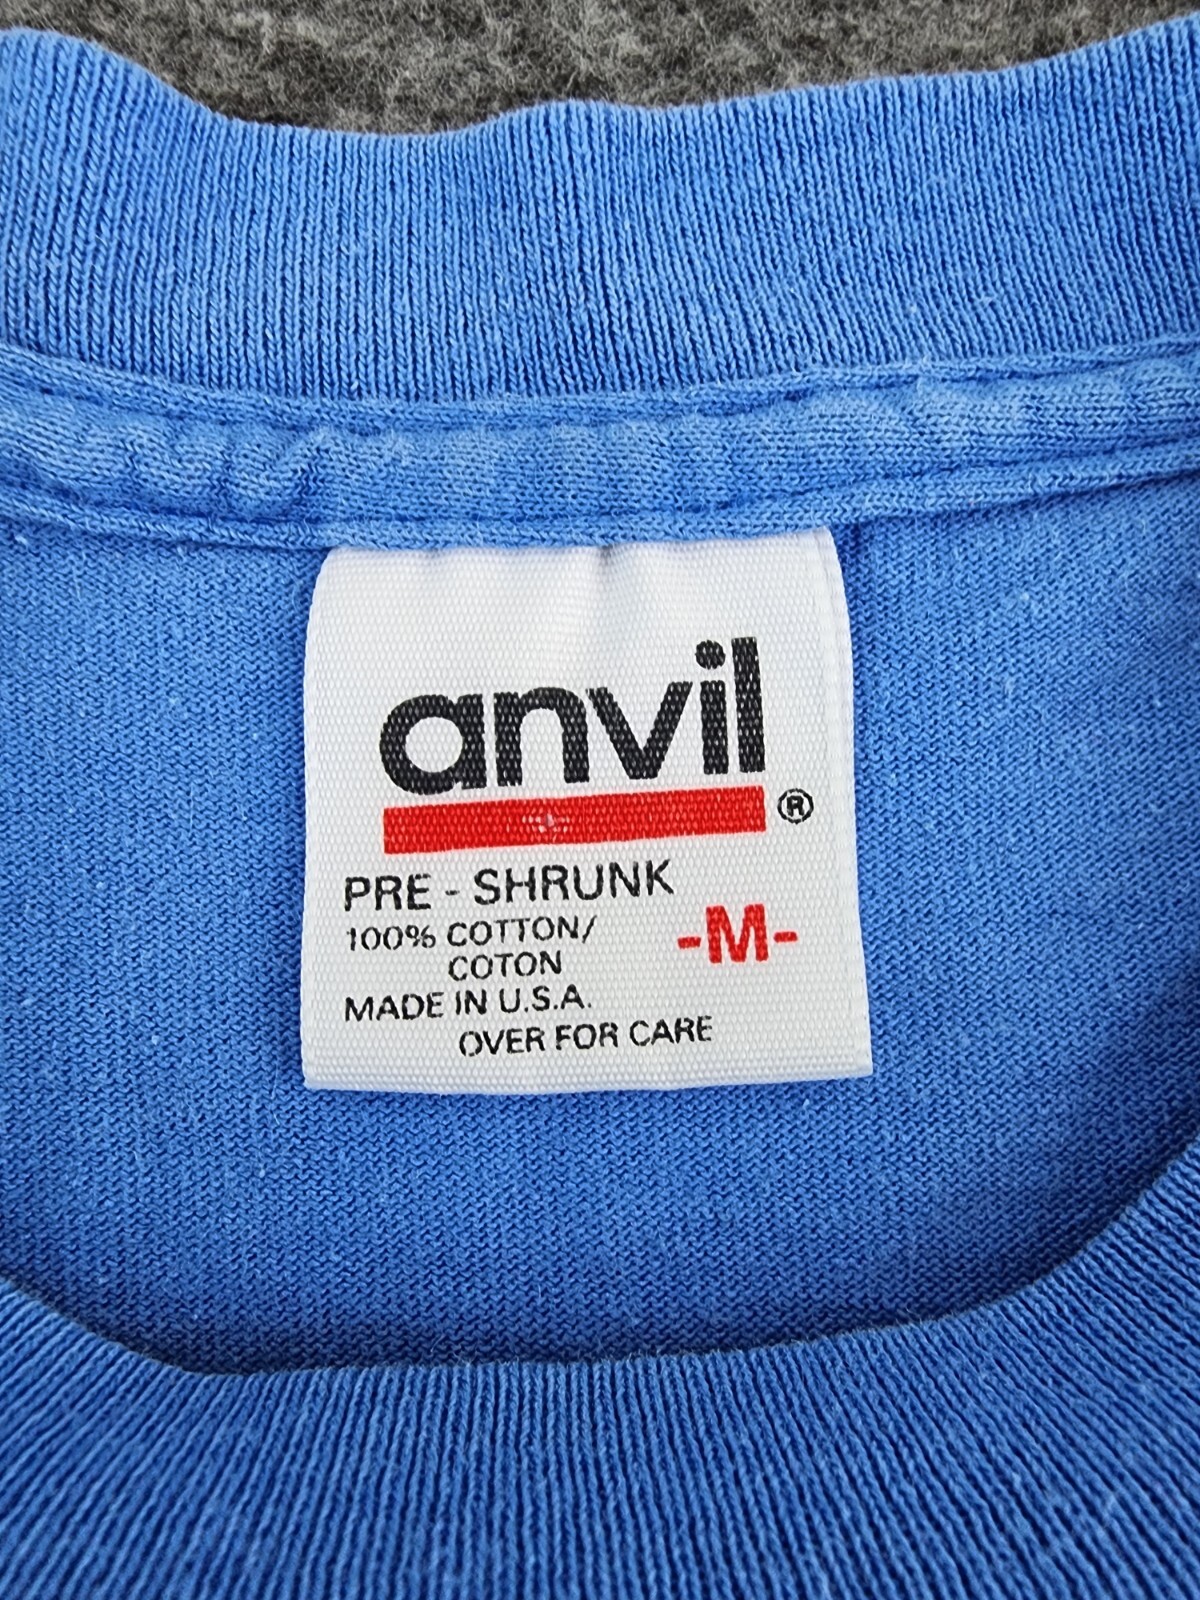 anvil
®
PRE - SHRUNK
100% COTTON/
COTON
-M-
MADE IN U.S.A.
OVER FOR CARE